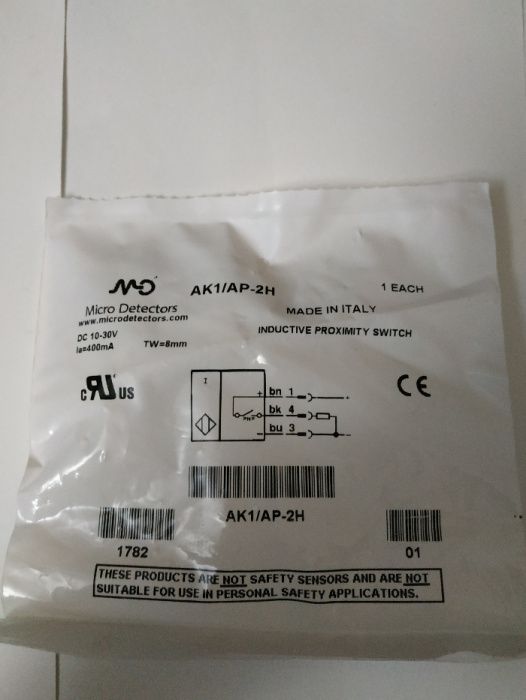 MD
AK1/AP-2H
1 EACH
Micro Detectors
www.microdetectors.com
MADE IN ITALY
DC 10-30V
Ia=400mA
TW=8mm
INDUCTIVE PROXIMITY SWITCH
c RU US
CE
I
+ bn 1
PNP bk 4
- bu 3
AK1/AP-2H
1782
01
THESE PRODUCTS ARE NOT SAFETY SENSORS AND ARE NOT
SUITABLE FOR USE IN PERSONAL SAFETY APPLICATIONS.